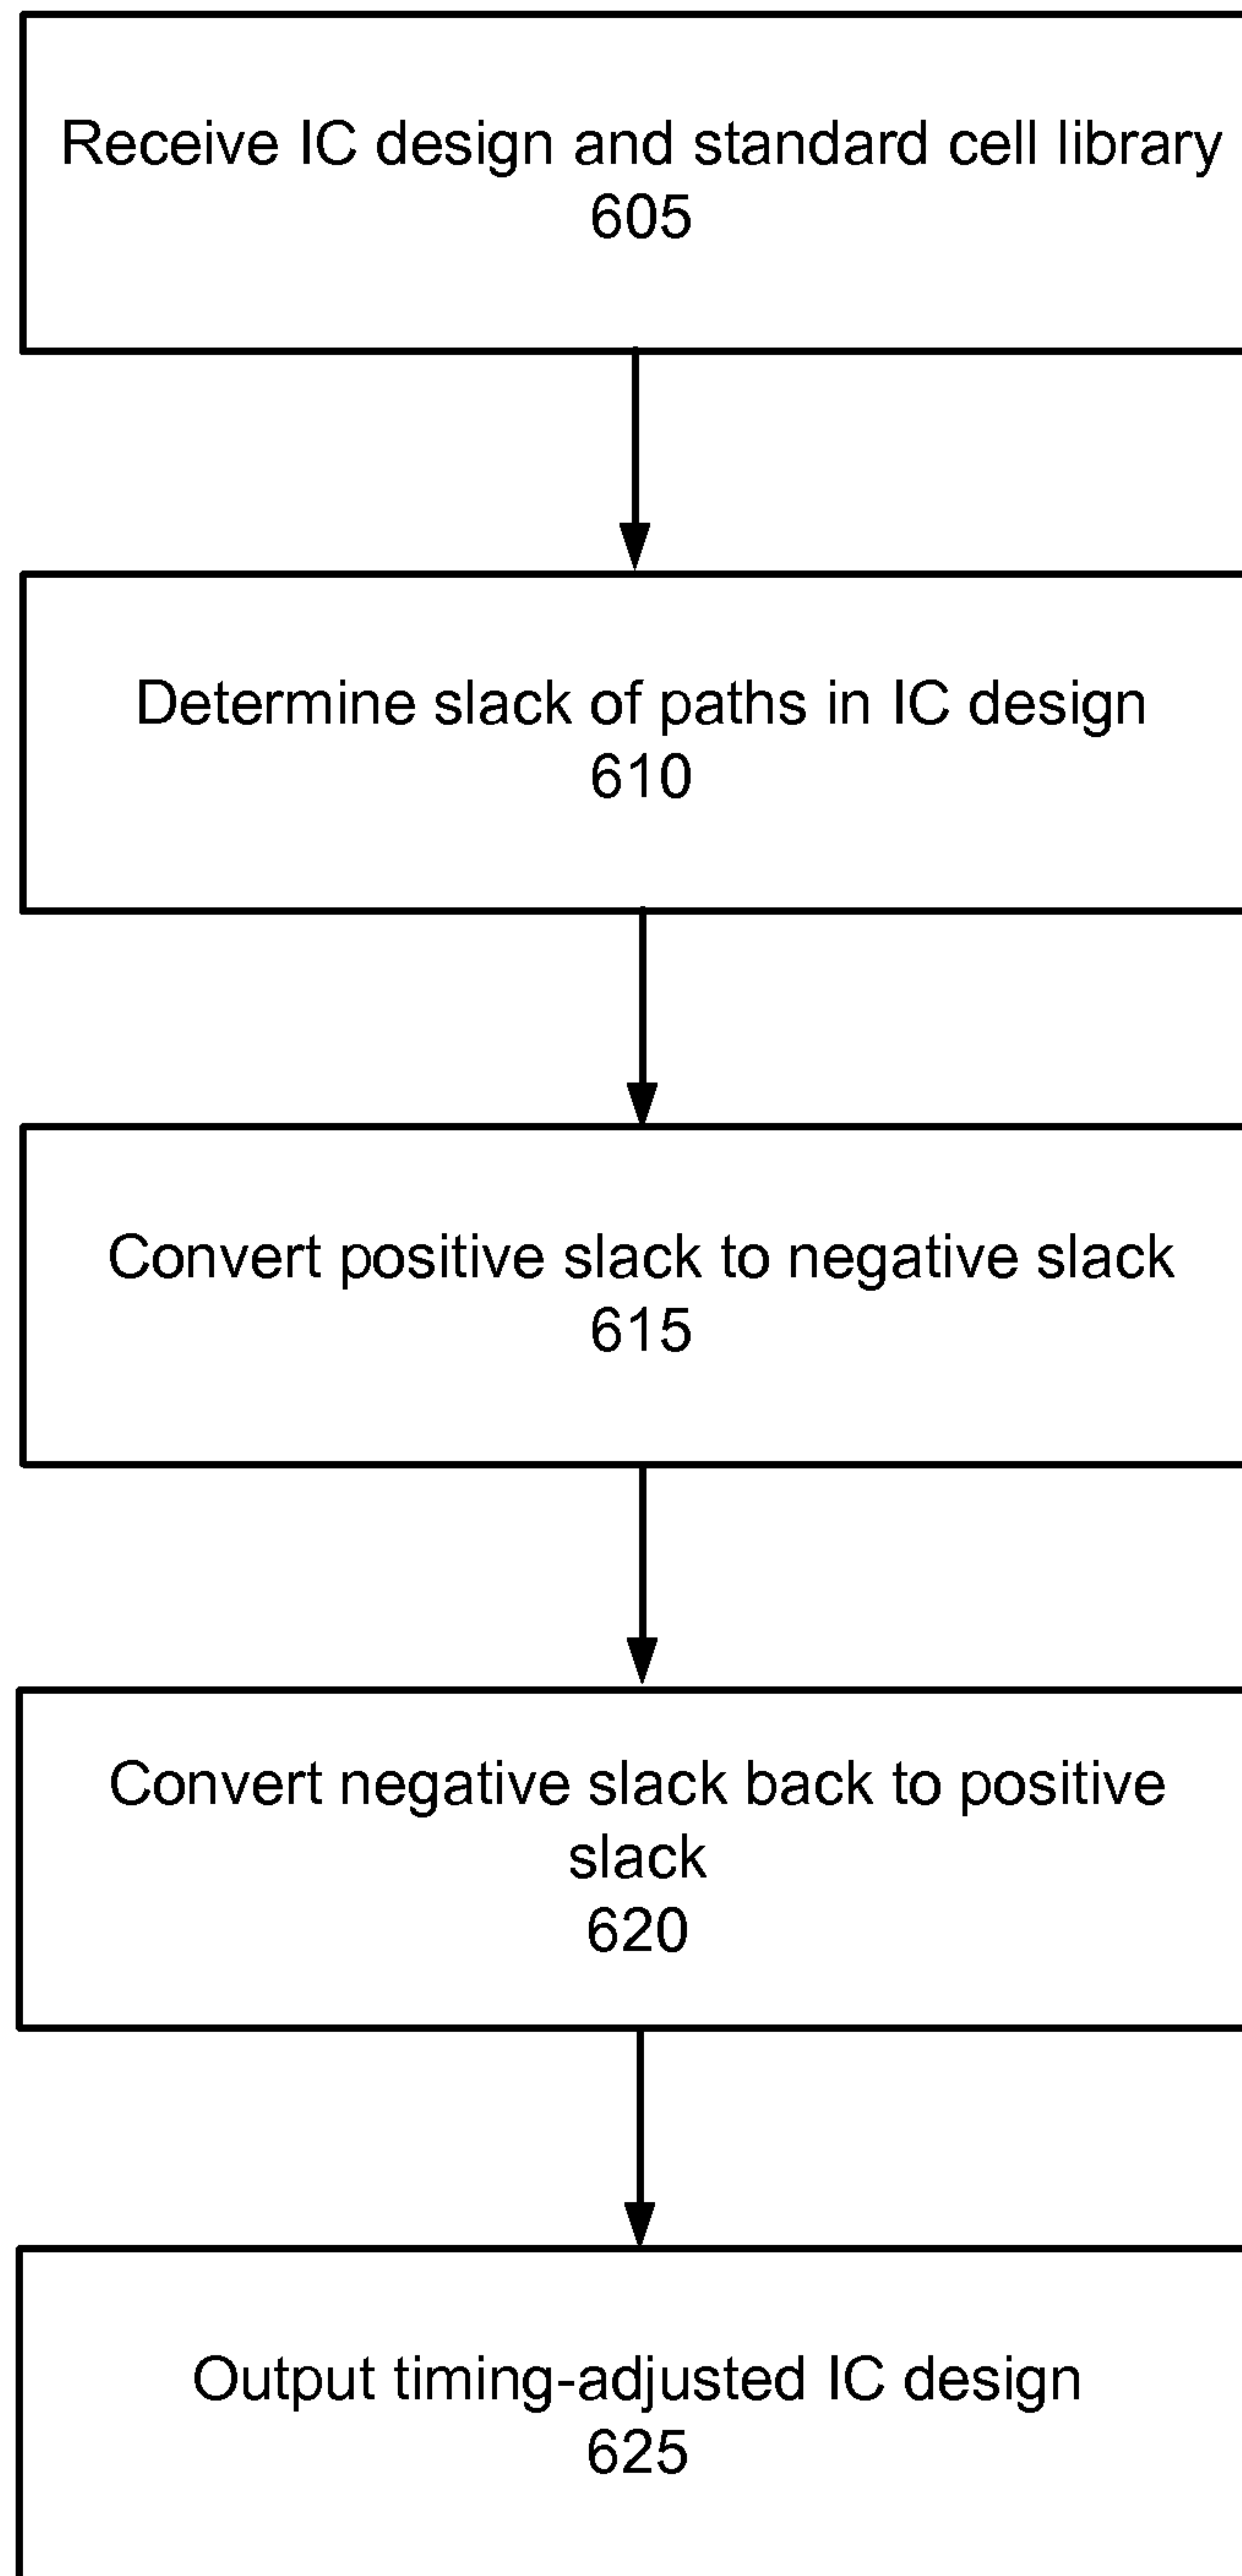 Receive IC design and standard cell library
605
Determine slack of paths in IC design
610
Convert positive slack to negative slack
615
Convert negative slack back to positive
slack
620
Output timing-adjusted IC design
625